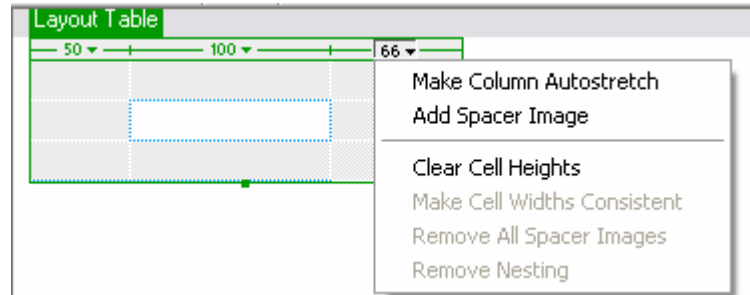 Layout Table
50 100 66
Make Column Autostretch
Add Spacer Image
Clear Cell Heights
Make Cell Widths Consistent
Remove All Spacer Images
Remove Nesting